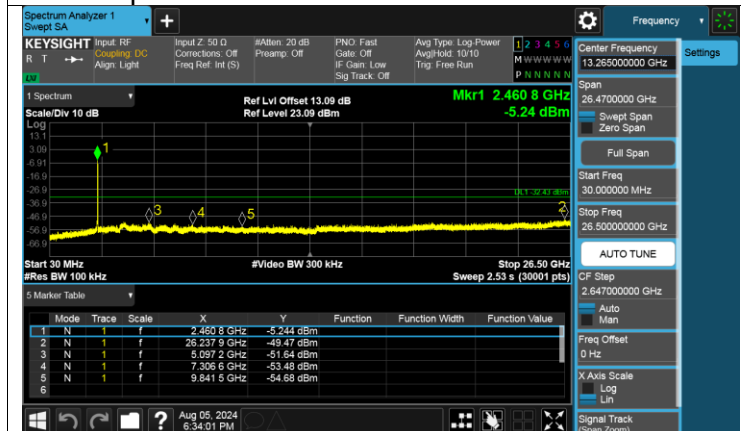 Spectrum Analyzer 1
Swept SA
Frequency
KEYSIGHT
R T
LXI
Input: RF
Coupling: DC
Align: Light
Input Z: 50 Ω
Corrections: Off
Freq Ref: Int (S)
#Atten: 20 dB
Preamp: Off
PNO: Fast
Gate: Off
IF Gain: Low
Sig Track: Off
Avg Type: Log-Power
Avg|Hold: 10/10
Trig: Free Run
1 2 3 4 5 6
M W W W W W
P N N N N N
1 Spectrum
Scale/Div 10 dB
Ref Lvl Offset 13.09 dB
Ref Level 23.09 dBm
Mkr1 2.460 8 GHz
-5.24 dBm
Log
13.1
3.09
-6.91
-16.9
-26.9
-36.9
-46.9
-56.9
-66.9
1
3
4
5
2
DL1 -32.43 dBm
Start 30 MHz
#Res BW 100 kHz
#Video BW 300 kHz
Stop 26.50 GHz
Sweep 2.53 s (30001 pts)
5 Marker Table
Mode Trace Scale X Y Function Function Width Function Value
1 N 1 f 2.460 8 GHz -5.244 dBm
2 N 1 f 26.237 9 GHz -49.47 dBm
3 N 1 f 5.097 2 GHz -51.64 dBm
4 N 1 f 7.306 6 GHz -53.48 dBm
5 N 1 f 9.841 5 GHz -54.68 dBm
6
?
Aug 05, 2024
6:34:01 PM
Center Frequency
13.265000000 GHz
Span
26.4700000 GHz
Swept Span
Zero Span
Full Span
Start Freq
30.000000 MHz
Stop Freq
26.500000000 GHz
AUTO TUNE
CF Step
2.647000000 GHz
Auto
Man
Freq Offset
0 Hz
X Axis Scale
Log
Lin
Signal Track
(Span Zoom)
Settings